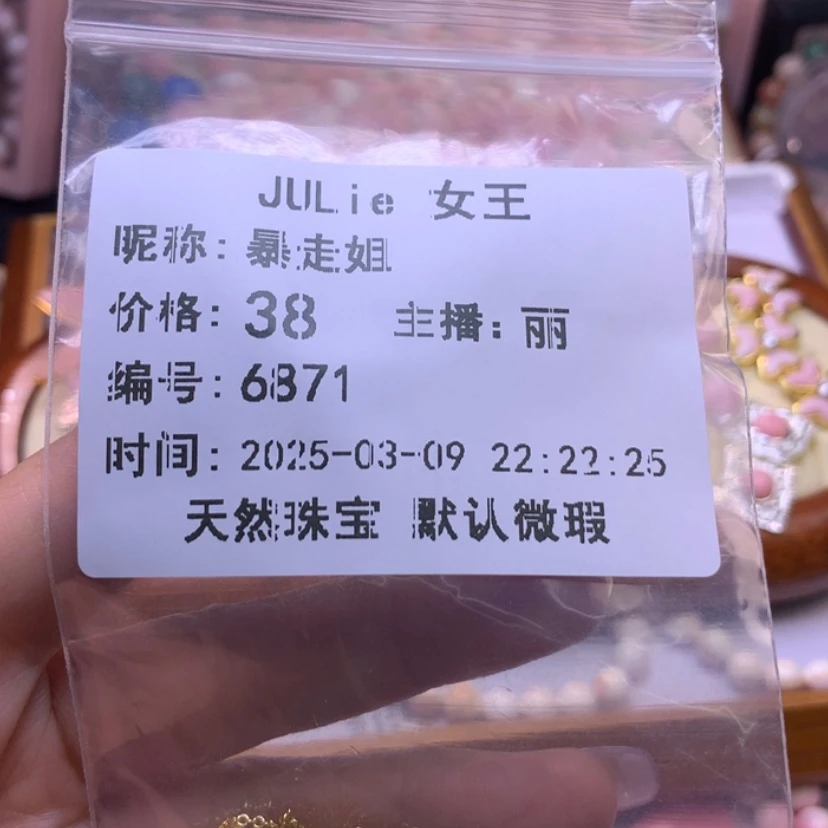 JULie 女王
昵称：暴走姐
价格：38 主播：丽
编号：6871
时间：2025-03-09 22:22:25
天然珠宝 默认微瑕